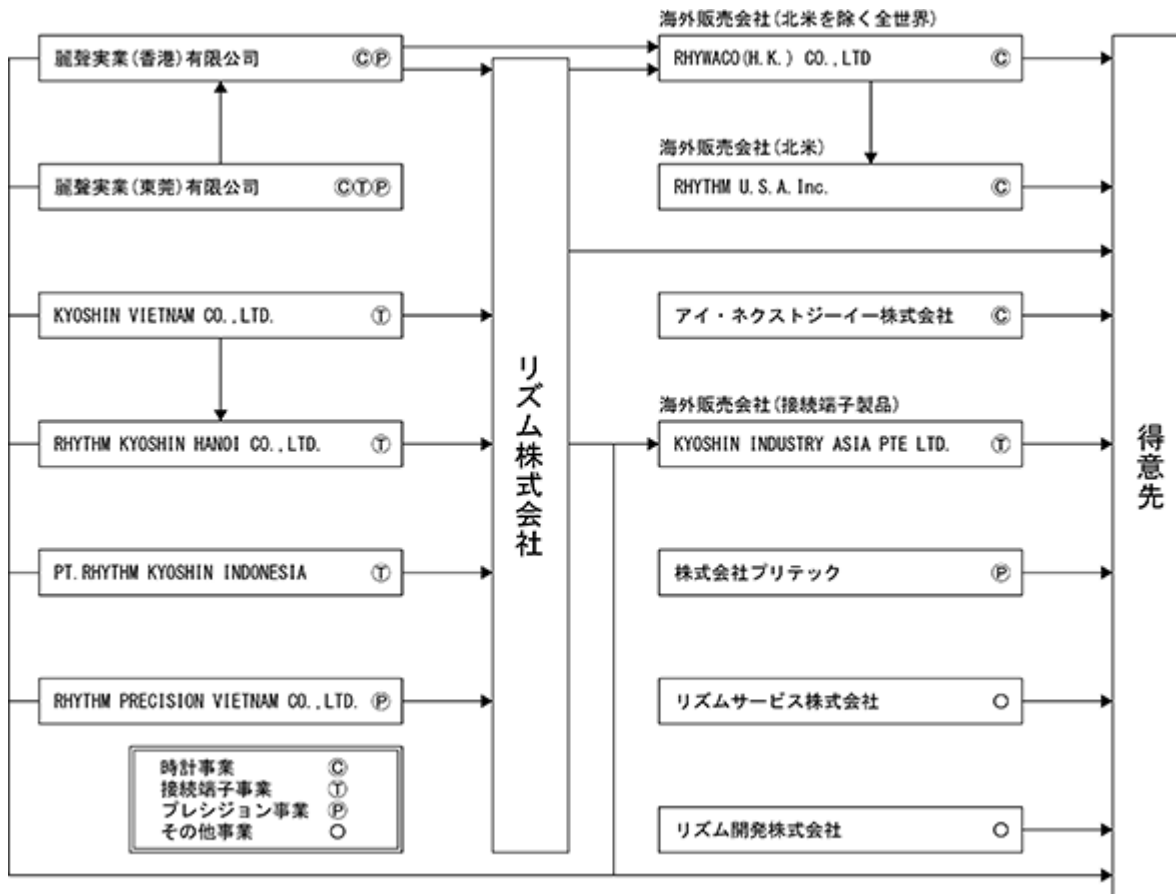 海外販売会社(北米を除く全世界)
麗聲実業(香港)有限公司 ⒸⓅ
RHYWACO(H.K.) CO.,LTD Ⓒ
海外販売会社(北米)
麗聲実業(東莞)有限公司 ⒸⓉⓅ
RHYTHM U.S.A.Inc. Ⓒ
KYOSHIN VIETNAM CO.,LTD. Ⓣ
アイ・ネクストジーイー株式会社 Ⓒ
リズム株式会社
得意先
海外販売会社(接続端子製品)
RHYTHM KYOSHIN HANOI CO.,LTD. Ⓣ
KYOSHIN INDUSTRY ASIA PTE LTD. Ⓣ
PT.RHYTHM KYOSHIN INDONESIA Ⓣ
株式会社プリテック Ⓟ
RHYTHM PRECISION VIETNAM CO.,LTD. Ⓟ
リズムサービス株式会社 ○
時計事業 Ⓒ
接続端子事業 Ⓣ
プレシジョン事業 Ⓟ
その他事業 ○
リズム開発株式会社 ○